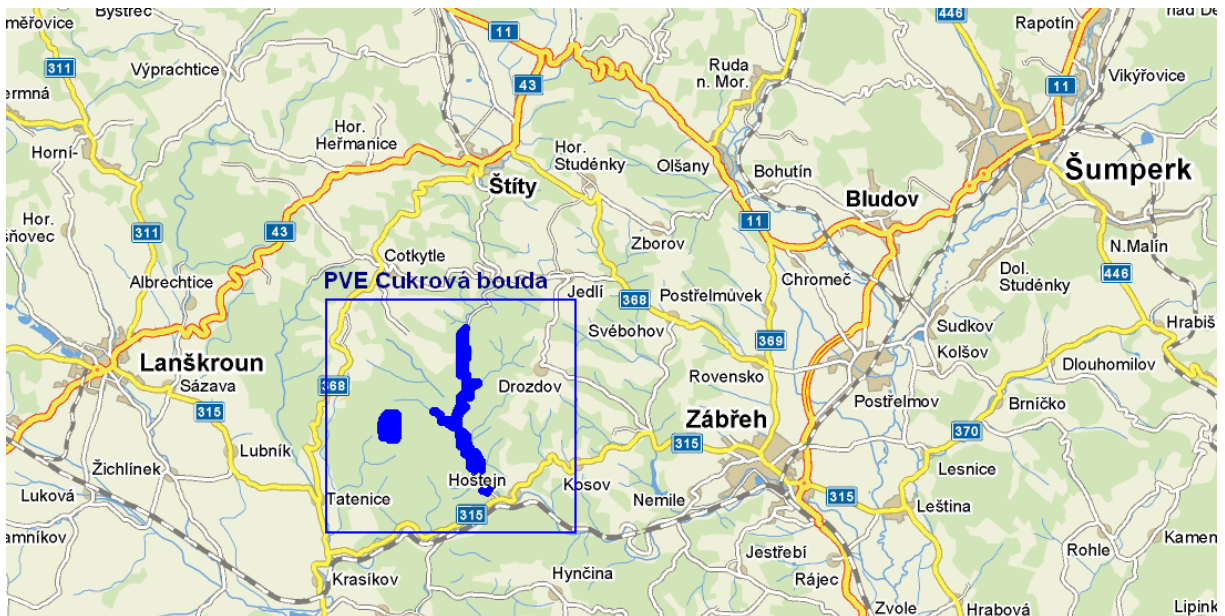 Bystřec
11
446
Rapotín
nad De
měřovice
311
Výprachtice
43
Ruda
n. Mor.
11
Vikýřovice
ermná
Hor.
Heřmanice
Hor.
Studénky
Olšany
Bohutín
Šumperk
Horní-
Štíty
Bludov
Hor.
šňovec
311
43
11
Zborov
N.Malín
Cotkytle
Chromeč
Dol.
Studénky
446
Albrechtice
PVE Cukrová bouda
Jedlí
368
Postřelmůvek
Svébohov
369
Sudkov
Hrabiš
Lanškroun
Kolšov
Dlouhomilov
Sázava
368
Drozdov
Rovensko
315
Postřelmov
Brníčko
Zábřeh
315
370
Lubník
Žichlínek
Hostejn
Kosov
Lesnice
Luková
Tatenice
Nemile
315
Leština
315
amníkov
Jestřebí
Rohle
Kamen
Krasíkov
Hynčina
Rájec
Zvole
Hrabová
Lipink